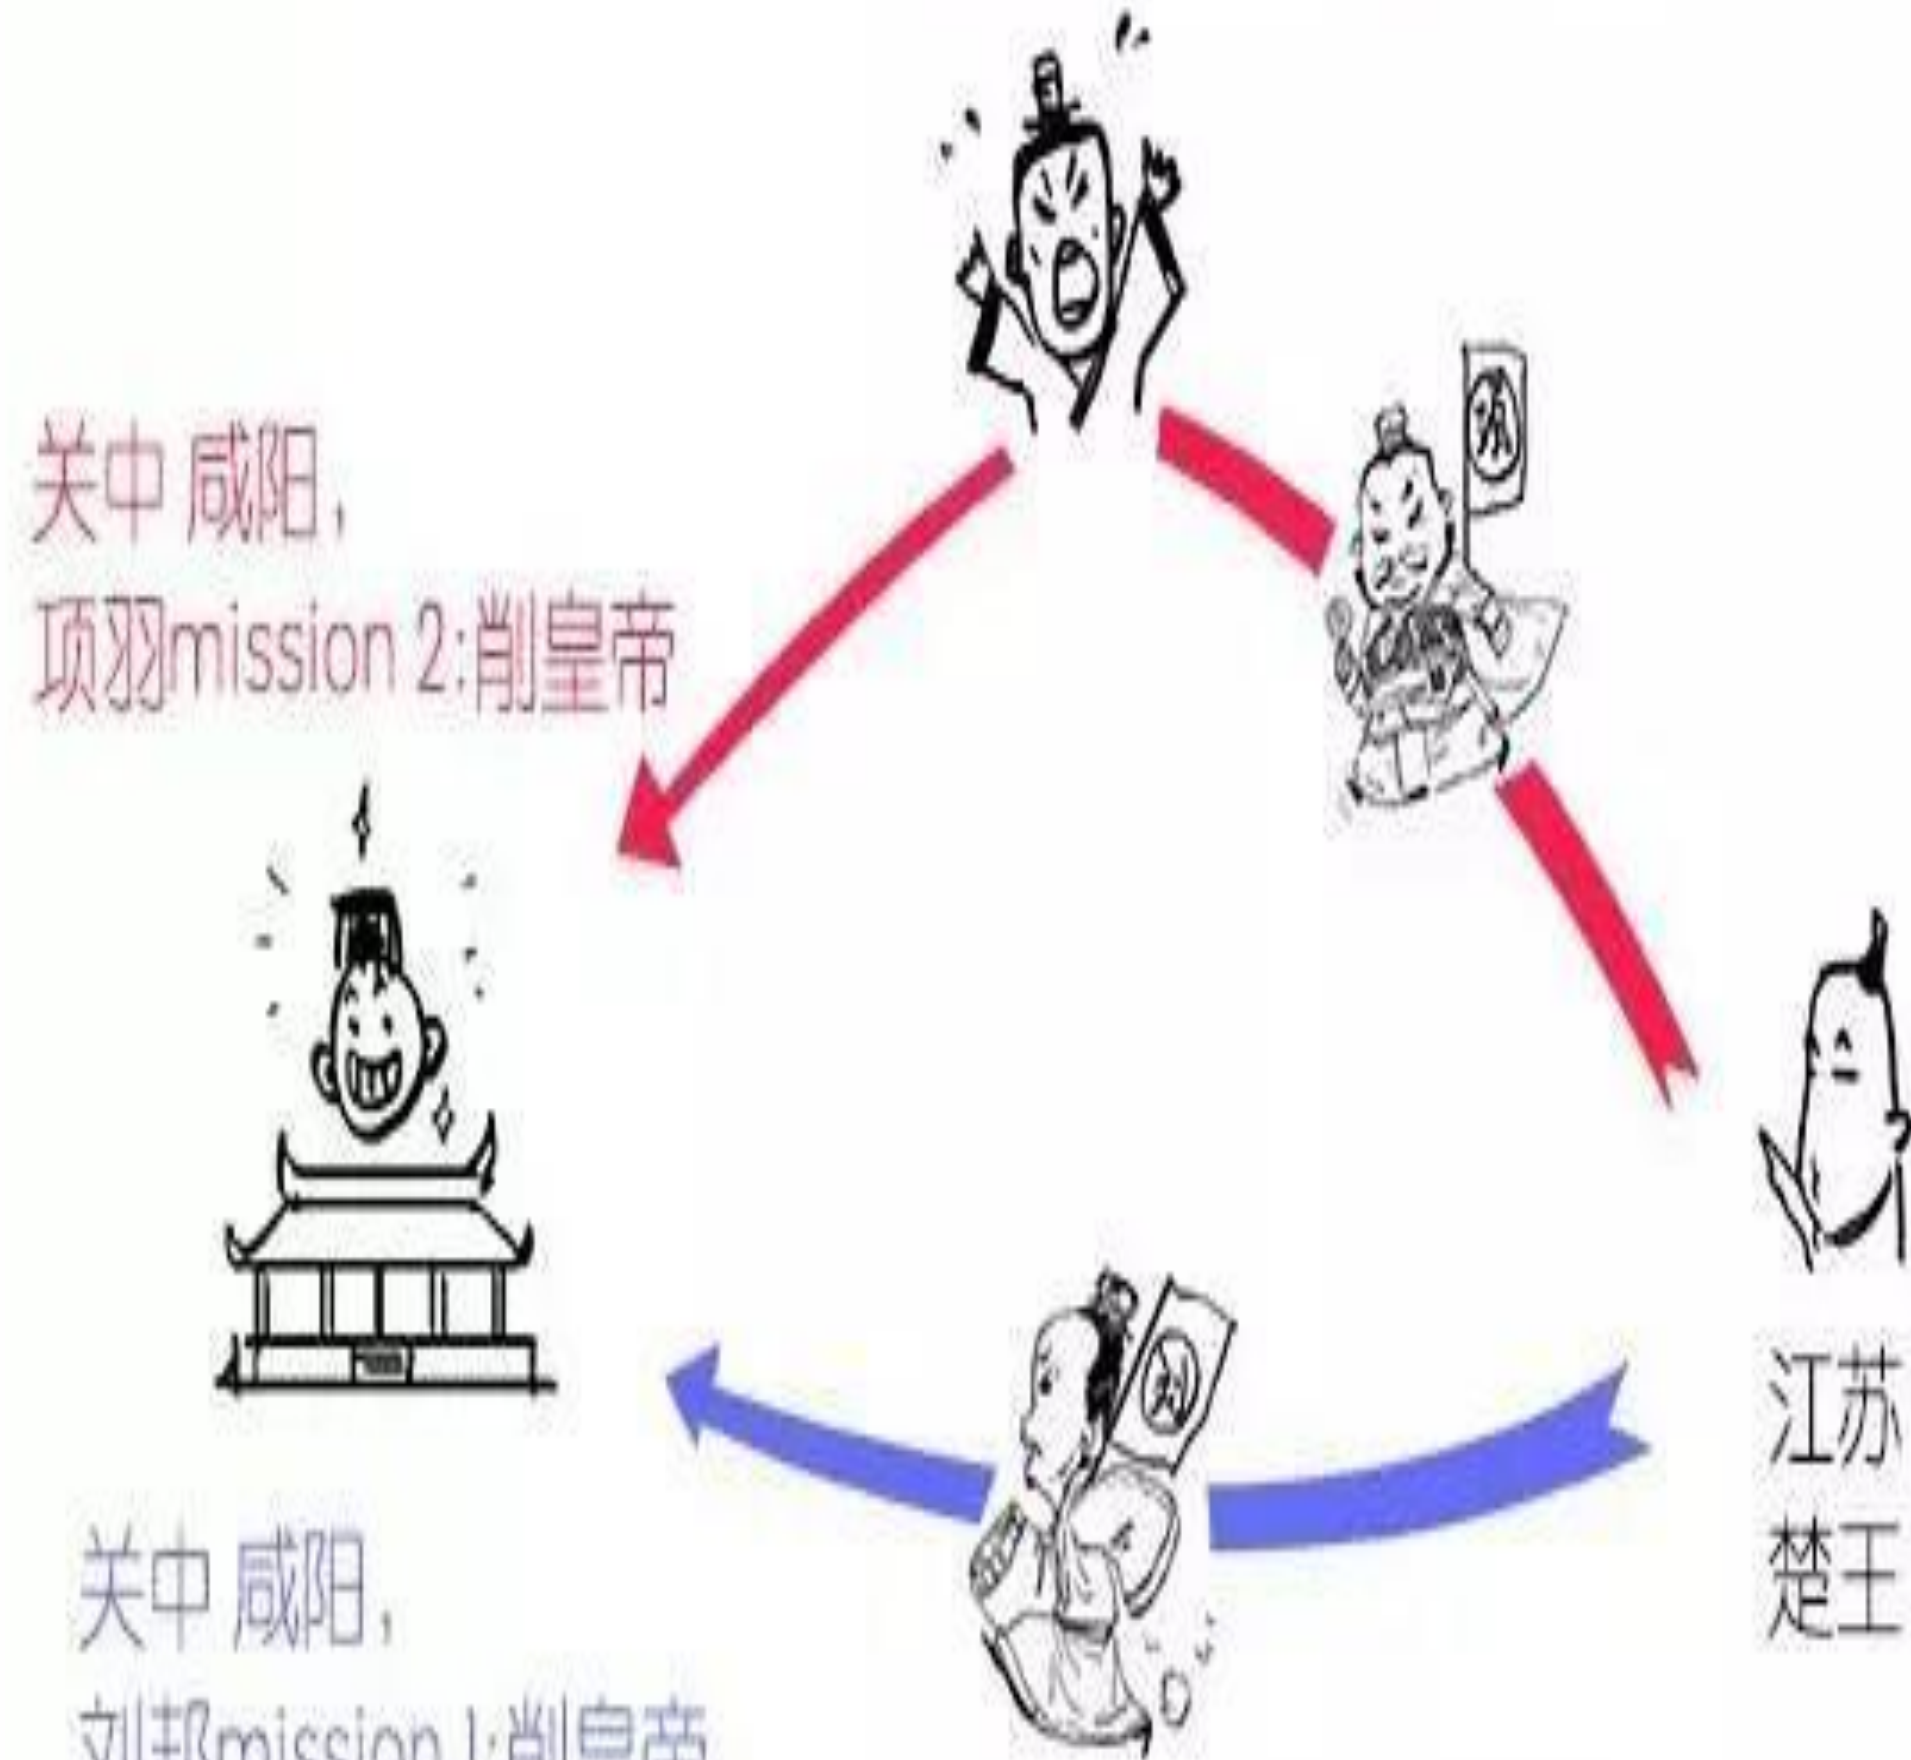 项
关中 咸阳，
项羽mission 2:削皇帝
刘
江苏
楚王
关中 咸阳，
刘邦mission 1:削皇帝